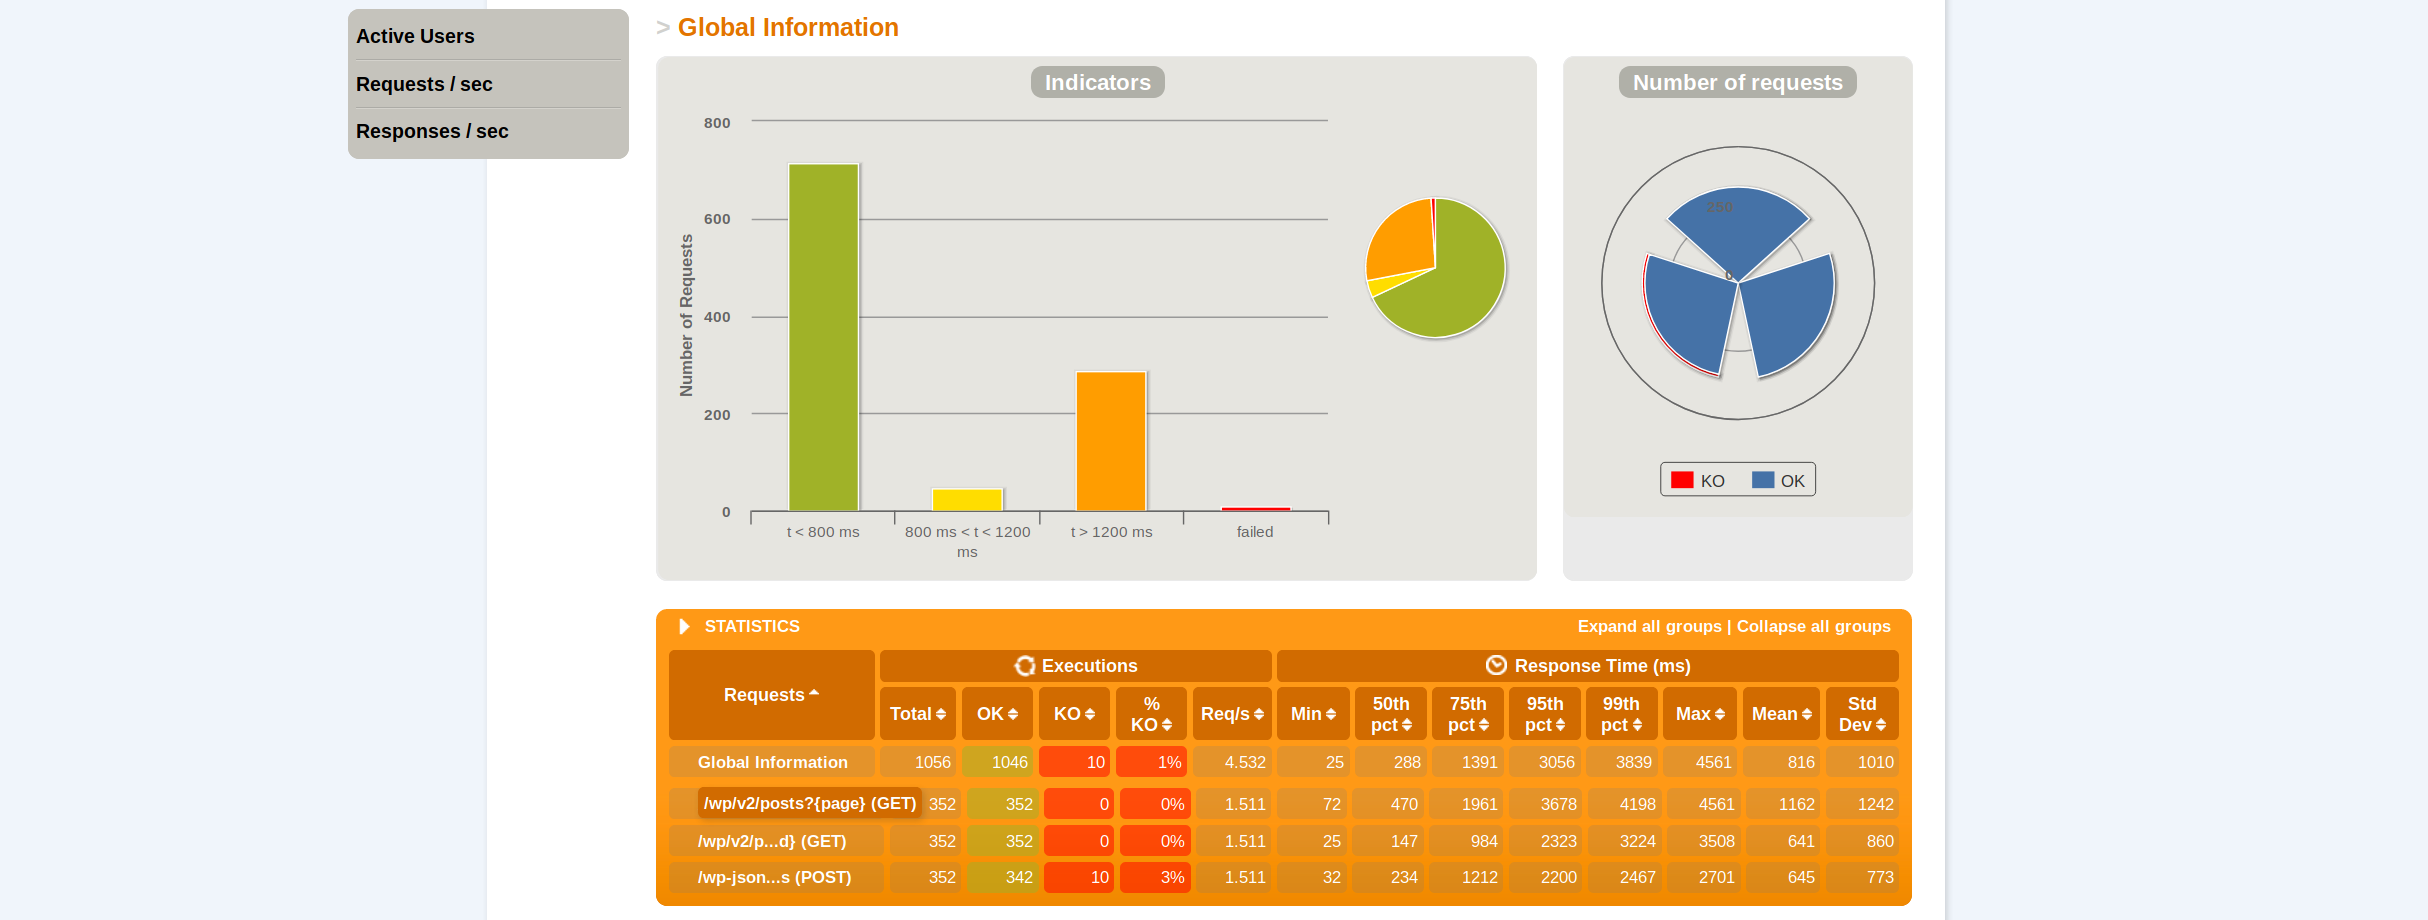 Active Users
Requests / sec
Responses / sec
> Global Information
Indicators
Number of Requests
800
600
400
200
0
t < 800 ms
800 ms < t < 1200
ms
t > 1200 ms
failed
Number of requests
250
0
KO OK
STATISTICS
Expand all groups | Collapse all groups
Requests
Executions
Response Time (ms)
Total OK KO % KO Req/s Min 50th pct 75th pct 95th pct 99th pct Max Mean Std Dev
Global Information 1056 1046 10 1% 4.532 25 288 1391 3056 3839 4561 816 1010
/wp/v2/posts?{page} (GET) 352 352 0 0% 1.511 72 470 1961 3678 4198 4561 1162 1242
/wp/v2/p...d} (GET) 352 352 0 0% 1.511 25 147 984 2323 3224 3508 641 860
/wp-json...s (POST) 352 342 10 3% 1.511 32 234 1212 2200 2467 2701 645 773